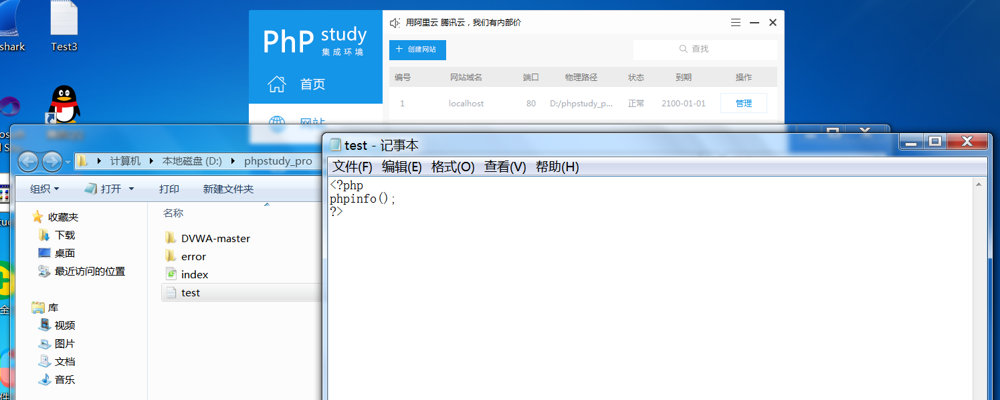 shark
Test3
PhP study
集成环境
首页
网站
用阿里云 腾讯云，我们有内部价
创建网站
查找
编号 网站域名 端口 物理路径 状态 到期 操作
1 localhost 80 D:/phpstudy_p... 正常 2100-01-01 管理
计算机 本地磁盘 (D:) phpstudy_pro
组织 打开 打印 新建文件夹
收藏夹
下载
桌面
最近访问的位置
库
视频
图片
文档
音乐
名称
DVWA-master
error
index
test
test - 记事本
文件(F) 编辑(E) 格式(O) 查看(V) 帮助(H)
<?php
phpinfo();
?>
全
件